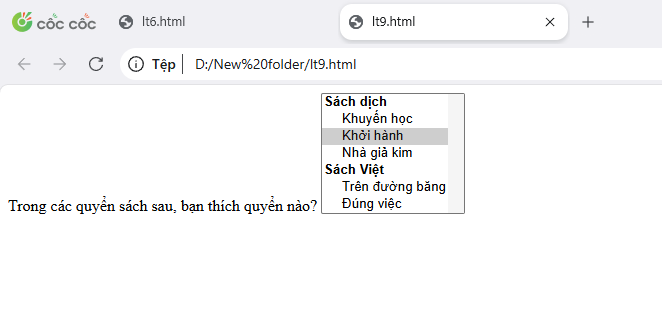 cốc cốc
lt6.html
lt9.html
Tệp
D:/New%20folder/lt9.html
Sách dịch
Khuyến học
Khởi hành
Nhà giả kim
Sách Việt
Trên đường băng
Đúng việc
Trong các quyển sách sau, bạn thích quyển nào?